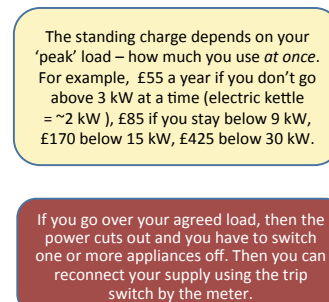 The standing charge depends on your
‘peak’ load – how much you use at once.
For example,  £55 a year if you don’t go
above 3 kW at a time (electric kettle
= ~2 kW ), £85 if you stay below 9 kW,
£170 below 15 kW, £425 below 30 kW.
If you go over your agreed load, then the
power cuts out and you have to switch
one or more appliances off. Then you can
reconnect your supply using the trip
switch by the meter.